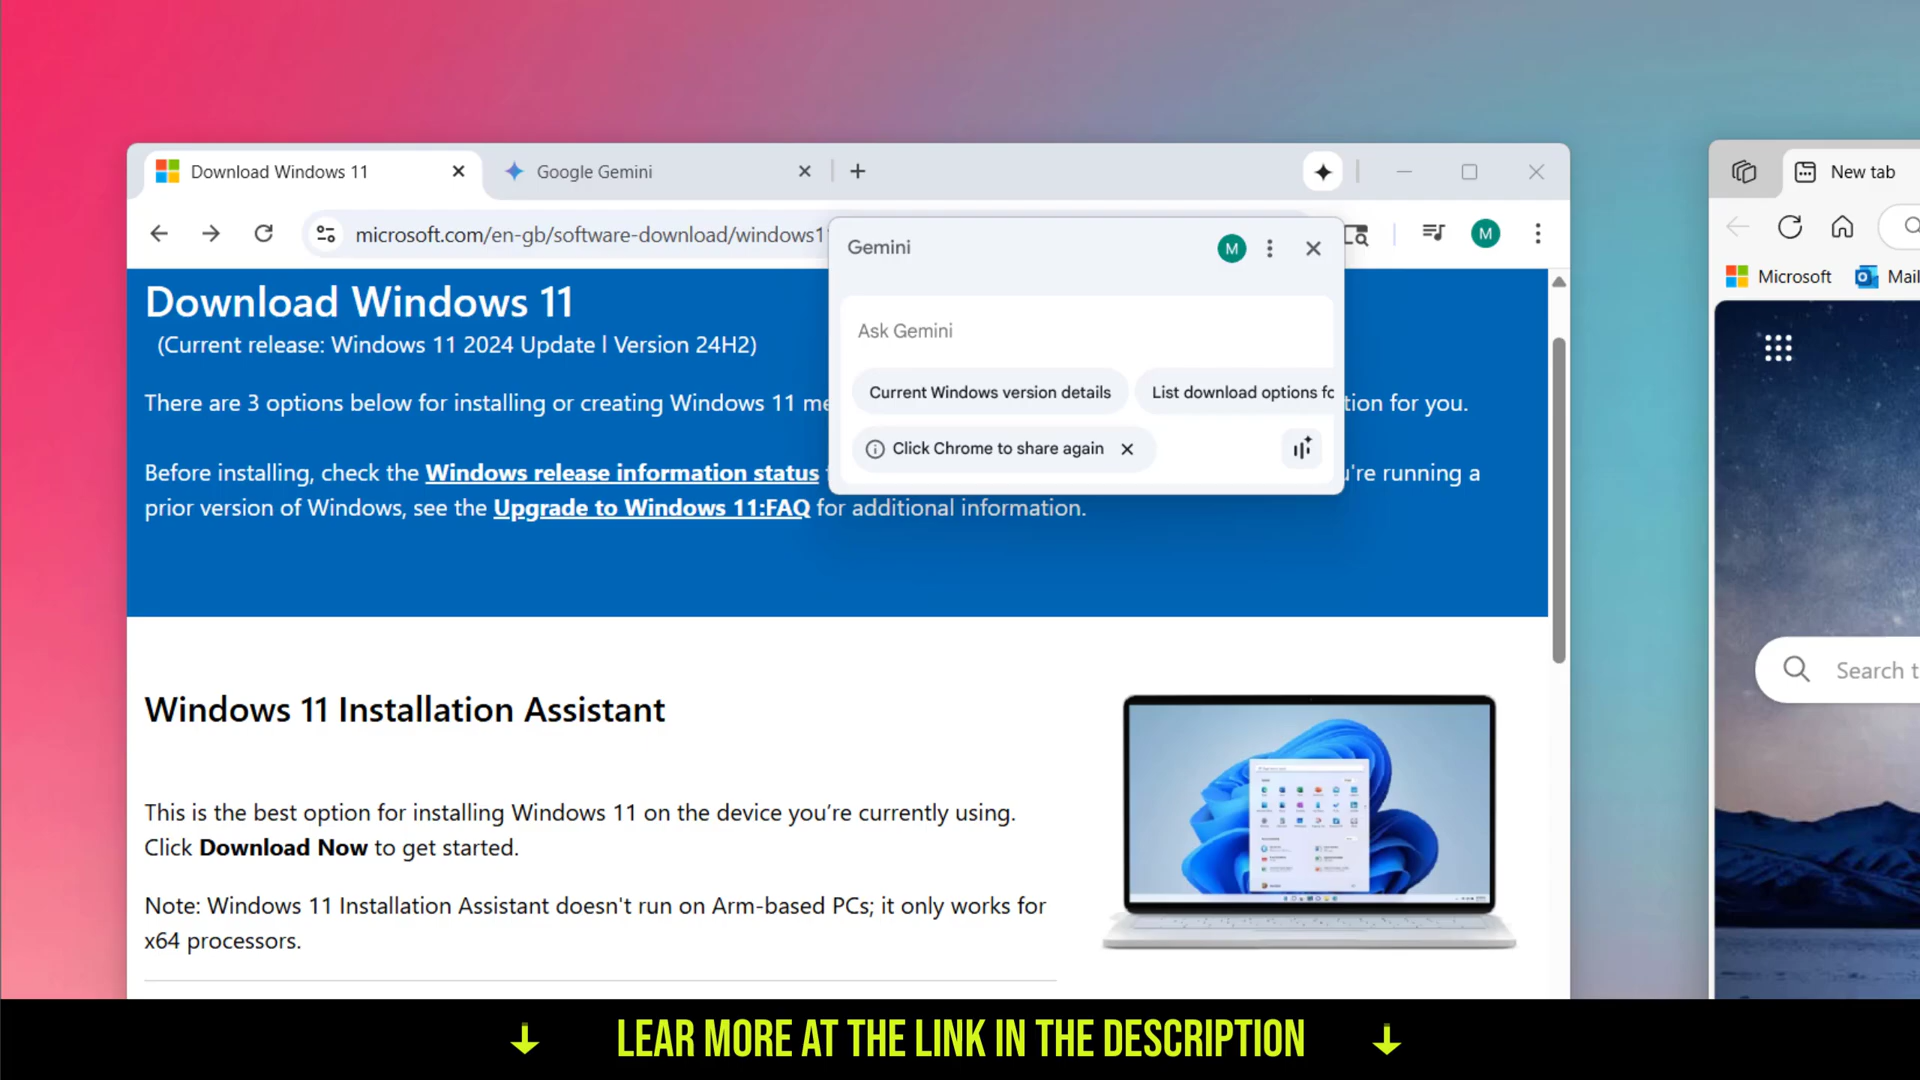 Download Windows 11
Google Gemini
New tab
microsoft.com/en-gb/software-download/windows1
M
Gemini
M
Microsoft
Mail
Download Windows 11
(Current release: Windows 11 2024 Update | Version 24H2)
Ask Gemini
There are 3 options below for installing or creating Windows 11 me
tion for you.
Current Windows version details
List download options fo
Click Chrome to share again
Before installing, check the Windows release information status
're running a
prior version of Windows, see the Upgrade to Windows 11:FAQ for additional information.
Search t
Windows 11 Installation Assistant
This is the best option for installing Windows 11 on the device you’re currently using.
Click Download Now to get started.
Note: Windows 11 Installation Assistant doesn't run on Arm-based PCs; it only works for
x64 processors.
LEAR MORE AT THE LINK IN THE DESCRIPTION